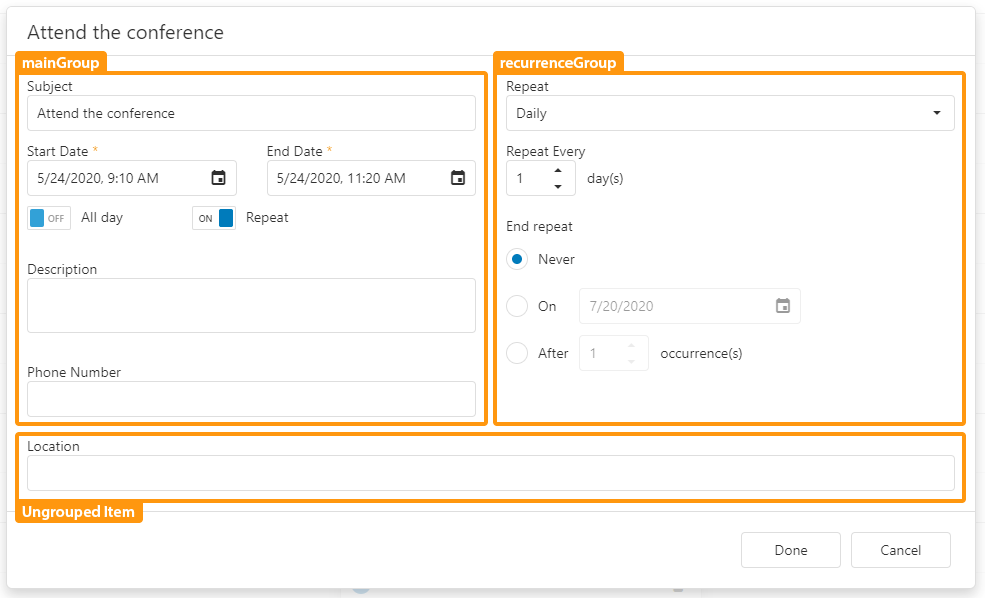 Attend the conference
mainGroup
Subject
Attend the conference
Start Date *
End Date *
5/24/2020, 9:10 AM
5/24/2020, 11:20 AM
OFF All day
ON Repeat
Description
Phone Number
recurrenceGroup
Repeat
Daily
Repeat Every
1 day(s)
End repeat
Never
On 7/20/2020
After 1 occurrence(s)
Location
Ungrouped Item
Done
Cancel